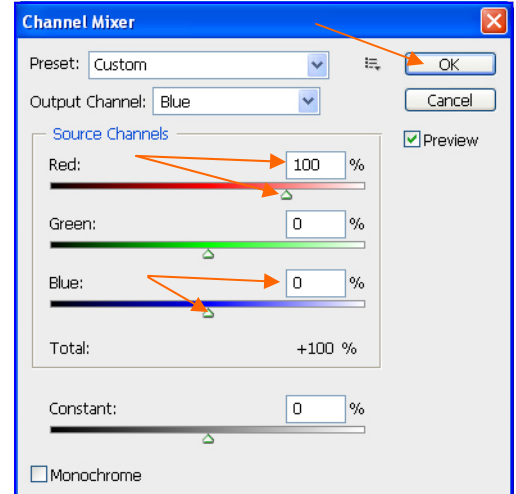 Channel Mixer
Preset: Custom
OK
Output Channel: Blue
Cancel
Source Channels
Preview
Red: 100 %
Green: 0 %
Blue: 0 %
Total: +100 %
Constant: 0 %
Monochrome